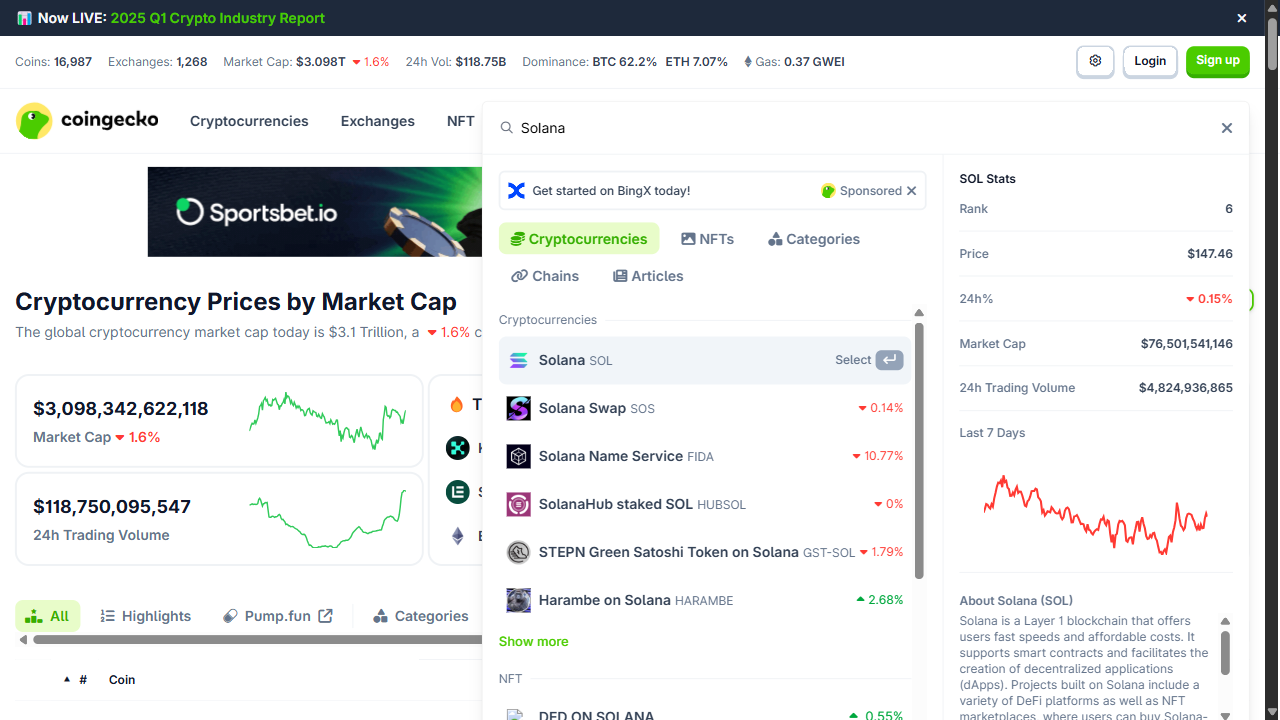 Now LIVE: 2025 Q1 Crypto Industry Report
Coins: 16,987 Exchanges: 1,268 Market Cap: $3.098T 1.6% 24h Vol: $118.75B Dominance: BTC 62.2% ETH 7.07% Gas: 0.37 GWEI
Login
Sign up
coingecko
Cryptocurrencies Exchanges NFT
Solana
Sportsbet.io
Cryptocurrency Prices by Market Cap
The global cryptocurrency market cap today is $3.1 Trillion, a 1.6% c
$3,098,342,622,118
Market Cap 1.6%
$118,750,095,547
24h Trading Volume
All Highlights Pump.fun Categories
# Coin
Get started on BingX today!
Sponsored
Cryptocurrencies NFTs Categories
Chains Articles
Cryptocurrencies
Solana SOL Select
Solana Swap SOS 0.14%
Solana Name Service FIDA 10.77%
SolanaHub staked SOL HUBSOL 0%
STEPN Green Satoshi Token on Solana GST-SOL 1.79%
Harambe on Solana HARAMBE 2.68%
Show more
NFT
DED ON SOLANA 0.55%
SOL Stats
Rank 6
Price $147.46
24h% 0.15%
Market Cap $76,501,541,146
24h Trading Volume $4,824,936,865
Last 7 Days
About Solana (SOL)
Solana is a Layer 1 blockchain that offers
users fast speeds and affordable costs. It
supports smart contracts and facilitates the
creation of decentralized applications
(dApps). Projects built on Solana include a
variety of DeFi platforms as well as NFT
marketplaces, where users can buy Solana-